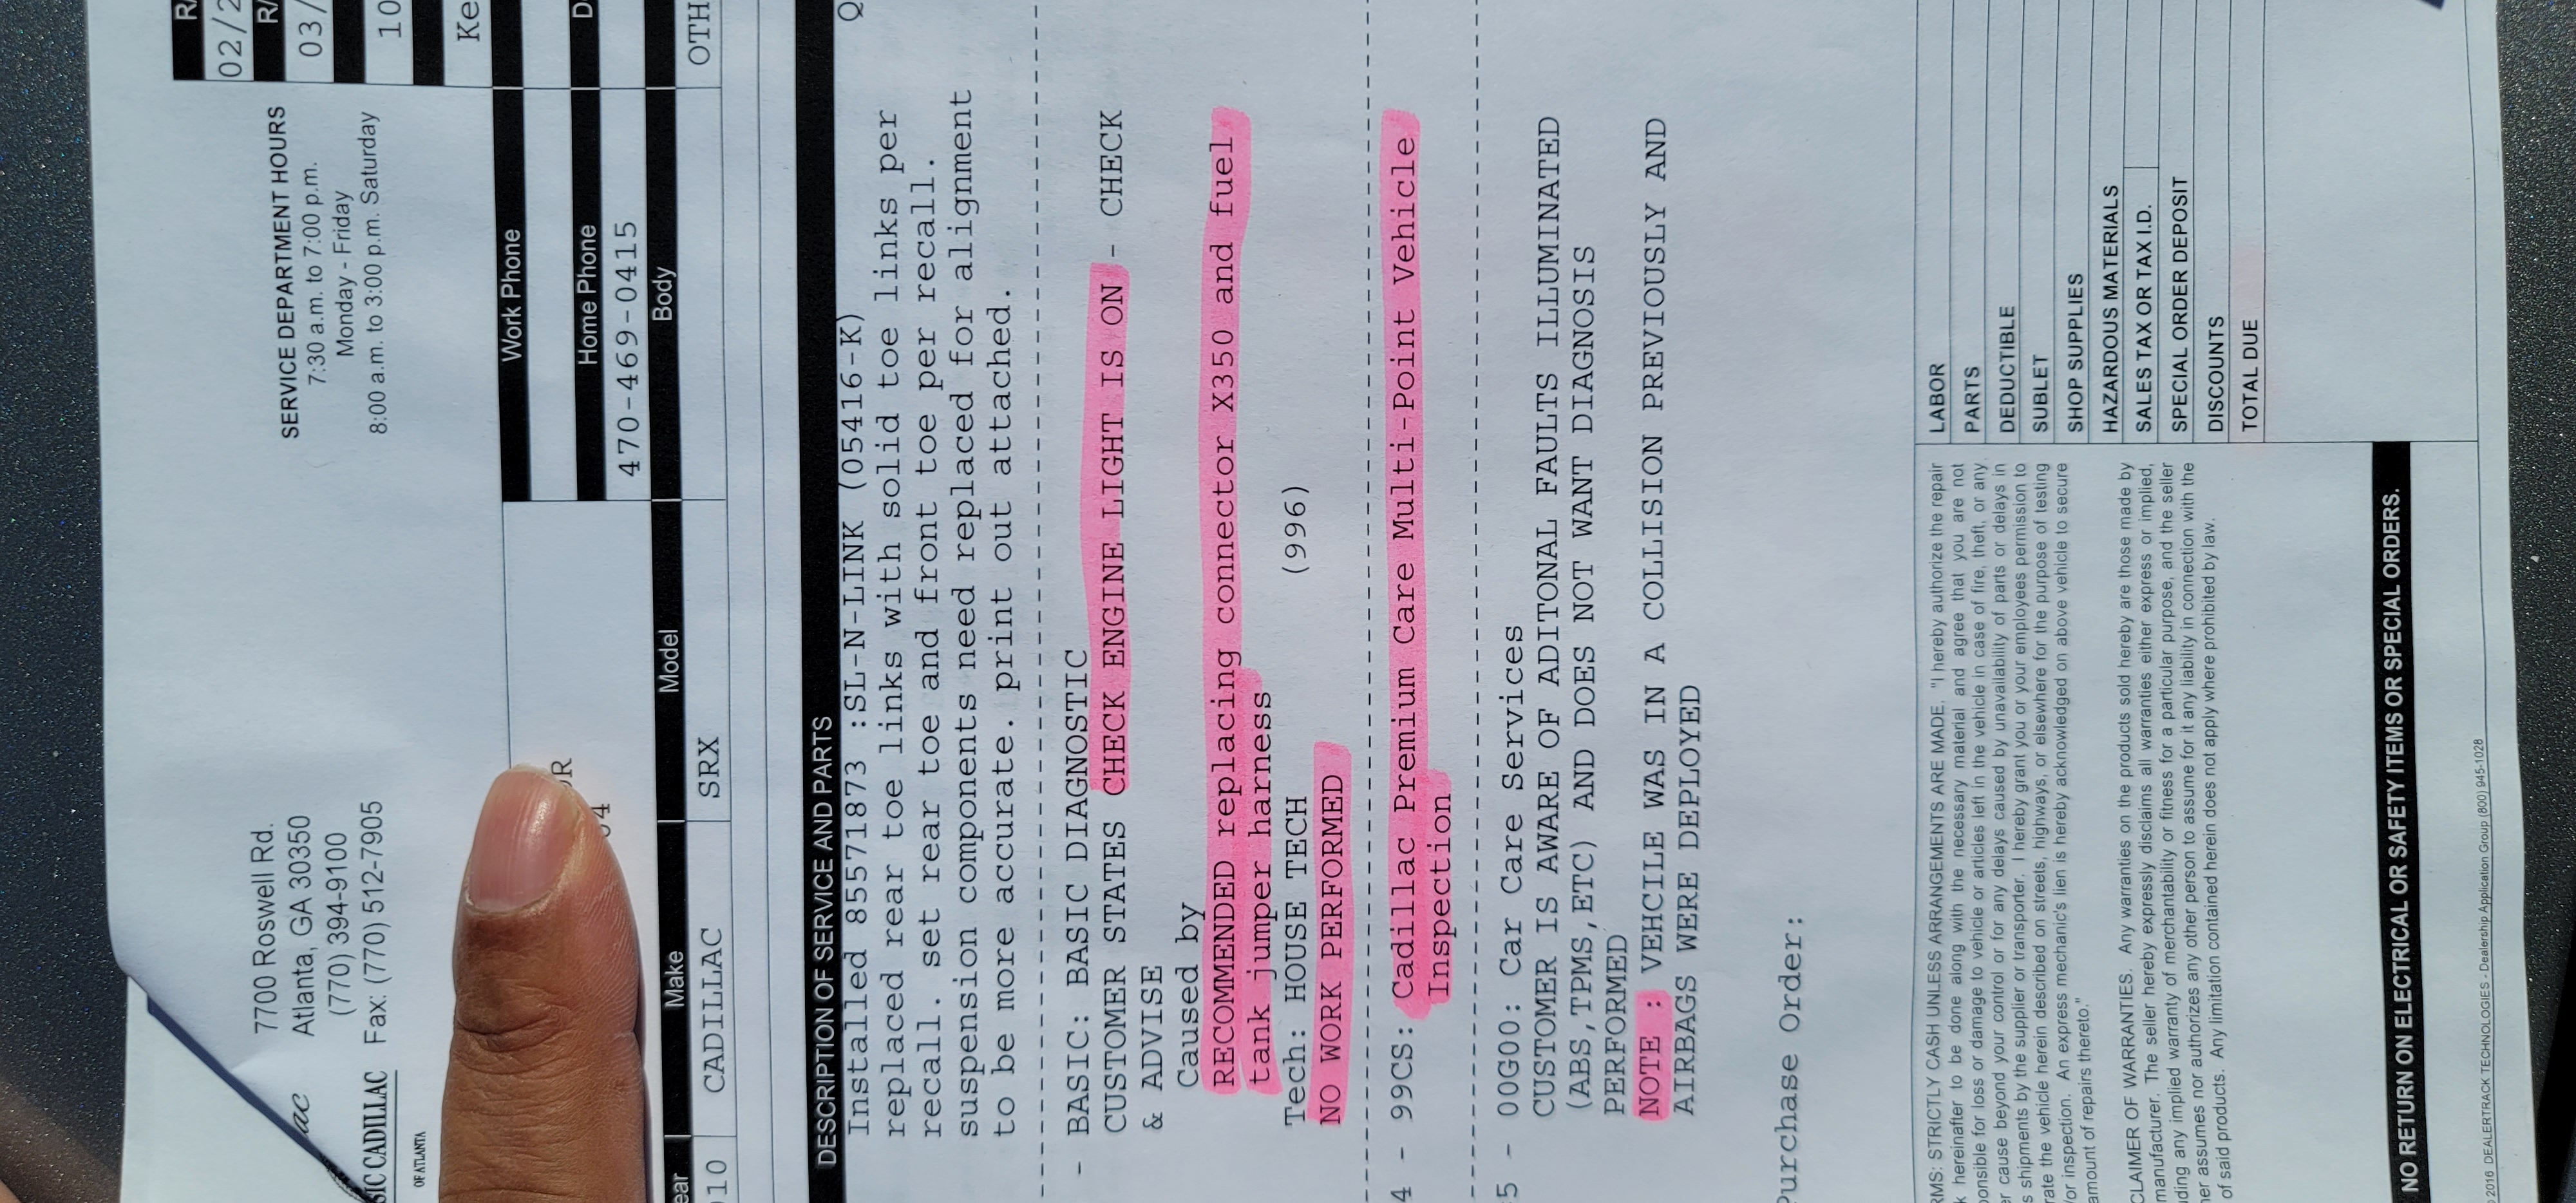 7700 Roswell Rd.
Atlanta, GA 30350
(770) 394-9100
CADILLAC Fax: (770) 512-7905
OF ATLANTA
SERVICE DEPARTMENT HOURS
7:30 a.m. to 7:00 p.m.
Monday - Friday
8:00 a.m. to 3:00 p.m. Saturday
02/2
03/
10
Ke
Work Phone
Home Phone
470-469-0415
Make Model Body
CADILLAC SRX OTH
DESCRIPTION OF SERVICE AND PARTS
Installed 85571873 :SL-N-LINK (05416-K) Q
replaced rear toe links with solid toe links per
recall. set rear toe and front toe per recall.
suspension components need replaced for alignment
to be more accurate. print out attached.
- BASIC: BASIC DIAGNOSTIC
CUSTOMER STATES CHECK ENGINE LIGHT IS ON - CHECK
& ADVISE
Caused by
RECOMMENDED replacing connector X350 and fuel
tank jumper harness
Tech: HOUSE TECH (996)
NO WORK PERFORMED
4 - 99CS: Cadillac Premium Care Multi-Point Vehicle
Inspection
5 - 00G00: Car Care Services
CUSTOMER IS AWARE OF ADITONAL FAULTS ILLUMINATED
(ABS,TPMS,ETC) AND DOES NOT WANT DIAGNOSIS
PERFORMED
NOTE : VEHCILE WAS IN A COLLISION PREVIOUSLY AND
AIRBAGS WERE DEPLOYED
Purchase Order:
RMS: STRICTLY CASH UNLESS ARRANGEMENTS ARE MADE. "I hereby authorize the repair
k hereinafter to be done along with the necessary material and agree that you are not
onsible for loss or damage to vehicle or articles left in the vehicle in case of fire, theft, or any
er cause beyond your control or for any delays caused by unavailability of parts or delays in
s shipments by the supplier or transporter. I hereby grant you or your employees permission to
rate the vehicle herein described on streets, highways, or elsewhere for the purpose of testing
/or inspection. An express mechanic's lien is hereby acknowledged on above vehicle to secure
amount of repairs thereto."
CLAIMER OF WARRANTIES. Any warranties on the products sold hereby are those made by
manufacturer. The seller hereby expressly disclaims all warranties either express or implied,
uding any implied warranty of merchantability or fitness for a particular purpose, and the seller
her assumes nor authorizes any other person to assume for it any liability in connection with the
of said products. Any limitation contained herein does not apply where prohibited by law.
LABOR
PARTS
DEDUCTIBLE
SUBLET
SHOP SUPPLIES
HAZARDOUS MATERIALS
SALES TAX OR TAX I.D.
SPECIAL ORDER DEPOSIT
DISCOUNTS
TOTAL DUE
NO RETURN ON ELECTRICAL OR SAFETY ITEMS OR SPECIAL ORDERS.
© 2016 DEALERTRACK TECHNOLOGIES - Dealership Application Group (800) 945-1028